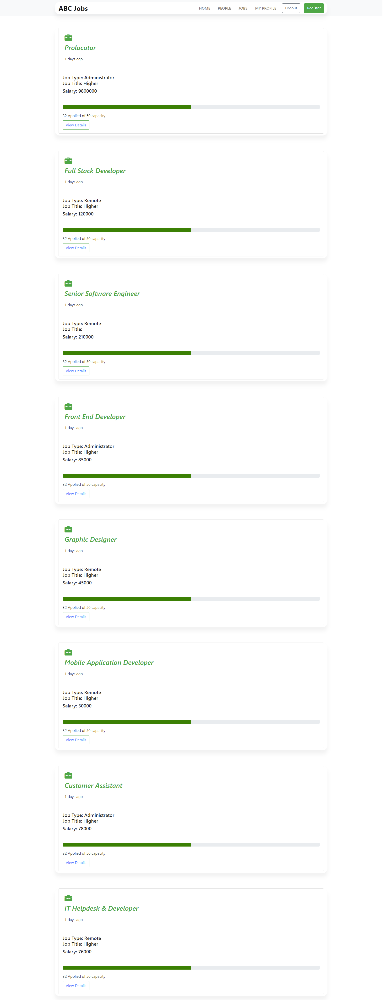 ABC Jobs HOME PEOPLE JOBS MY PROFILE Logout Register
Prolocutor
1 days ago
Job Type: Administrator
Job Title: Higher
Salary: 9800000
32 Applied of 50 capacity
View Details
Full Stack Developer
1 days ago
Job Type: Remote
Job Title: Higher
Salary: 120000
32 Applied of 50 capacity
View Details
Senior Software Engineer
1 days ago
Job Type: Remote
Job Title:
Salary: 210000
32 Applied of 50 capacity
View Details
Front End Developer
1 days ago
Job Type: Administrator
Job Title: Higher
Salary: 85000
32 Applied of 50 capacity
View Details
Graphic Designer
1 days ago
Job Type: Remote
Job Title: Higher
Salary: 45000
32 Applied of 50 capacity
View Details
Mobile Application Developer
1 days ago
Job Type: Remote
Job Title: Higher
Salary: 30000
32 Applied of 50 capacity
View Details
Customer Assistant
1 days ago
Job Type: Administrator
Job Title: Higher
Salary: 78000
32 Applied of 50 capacity
View Details
IT Helpdesk & Developer
1 days ago
Job Type: Remote
Job Title: Higher
Salary: 76000
32 Applied of 50 capacity
View Details